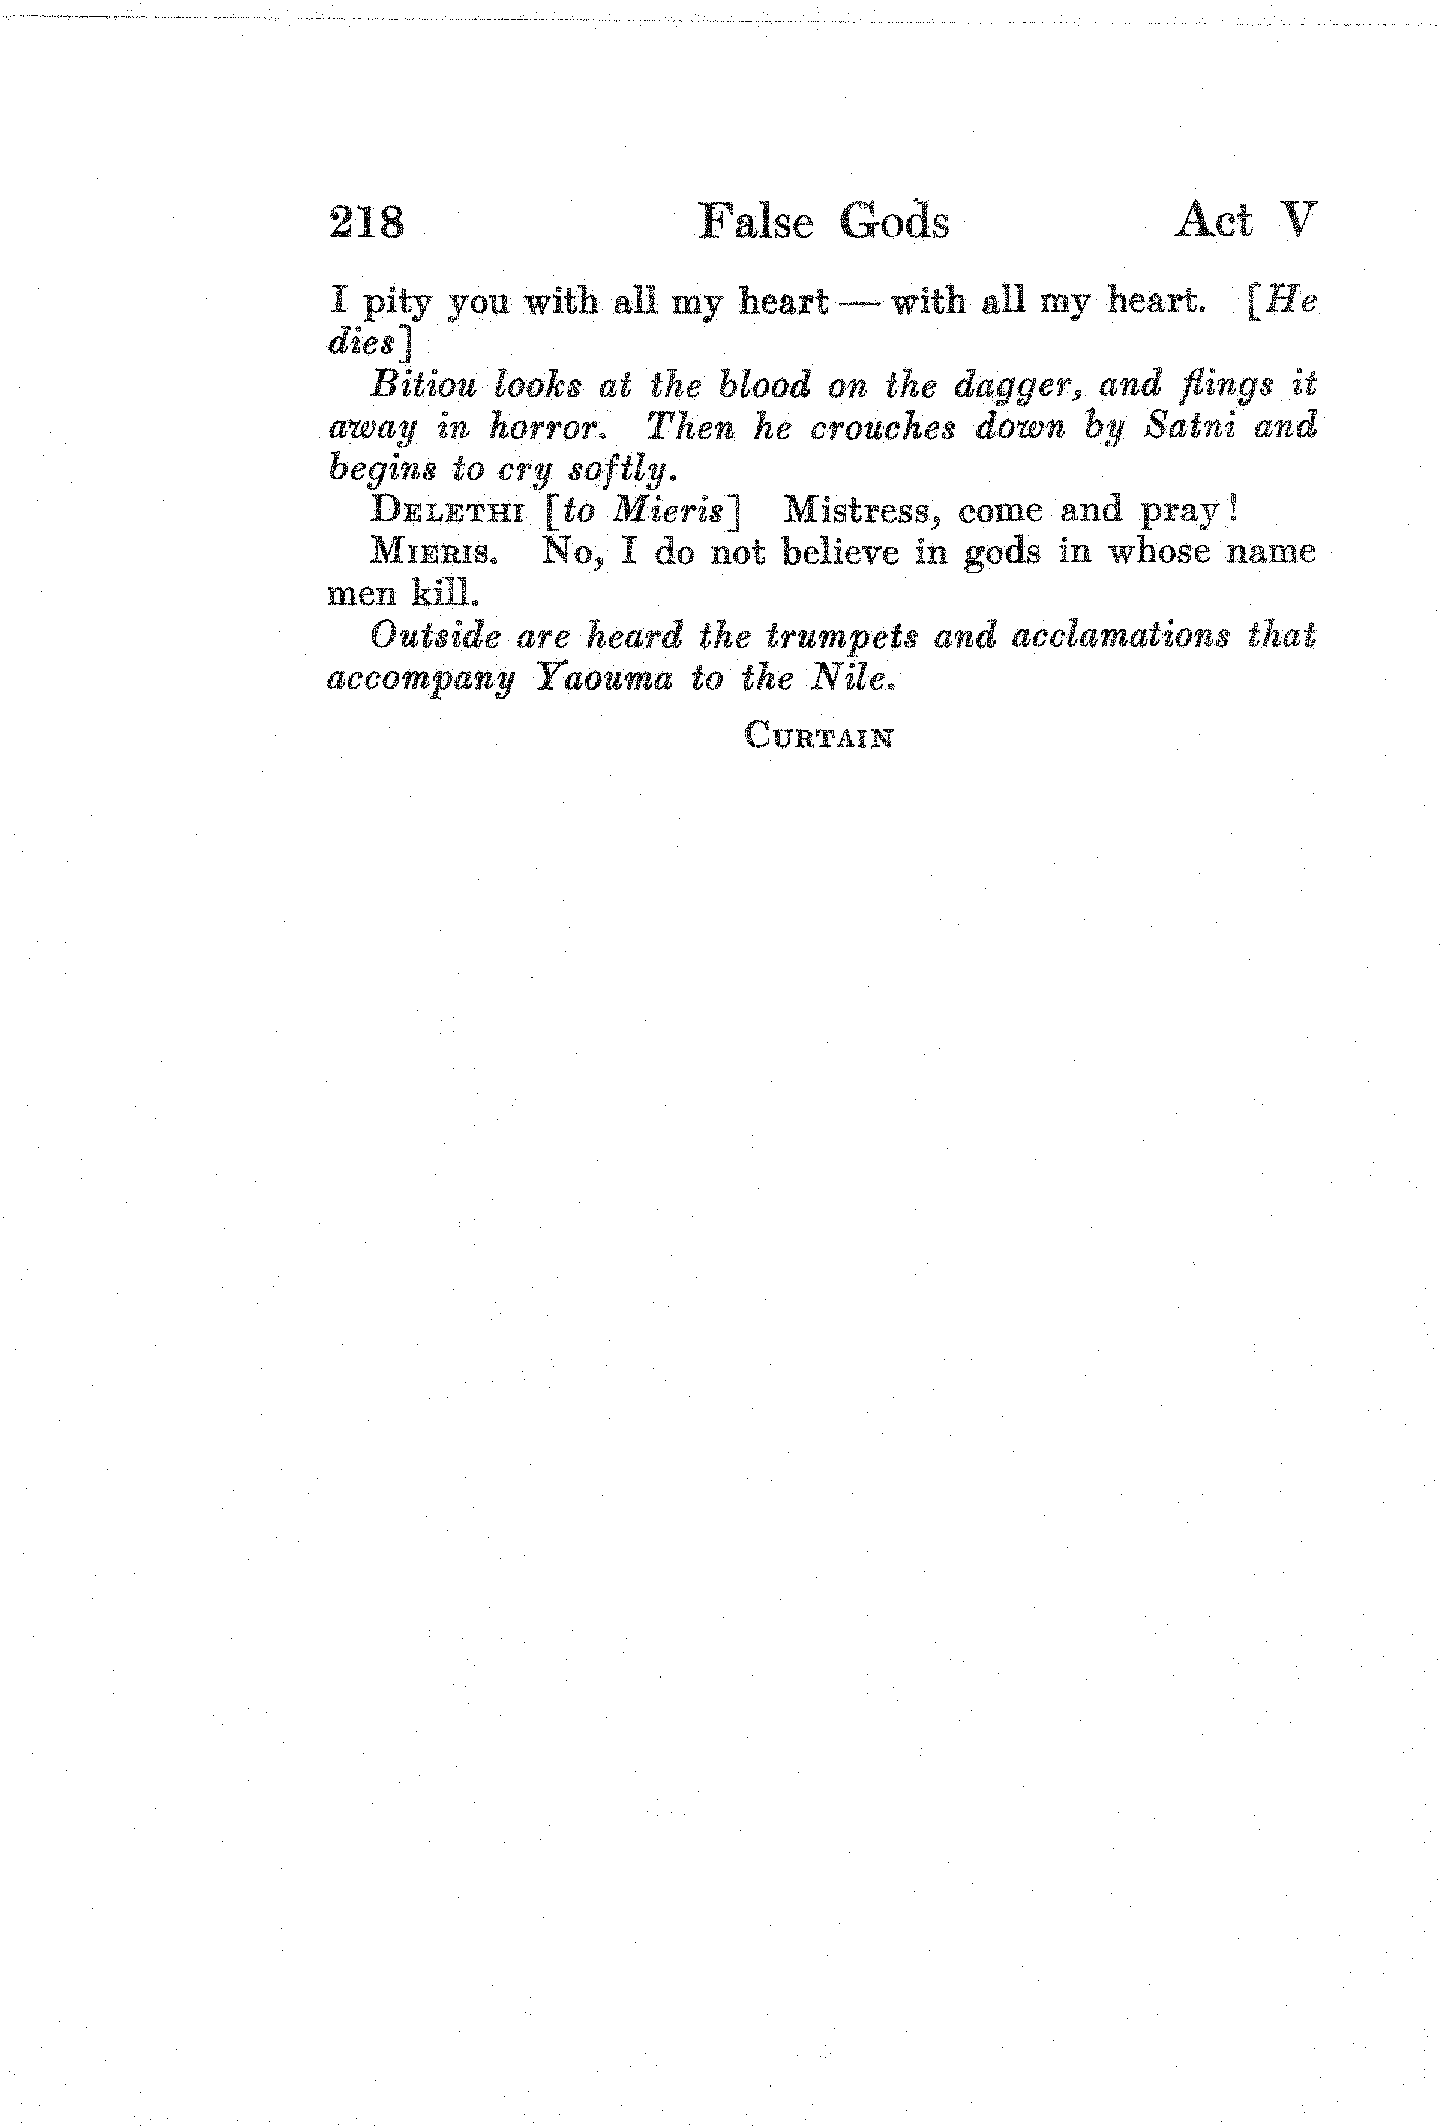 218 False Gods Act V
I pity you with all my heart — with all my heart. [He
dies]
Bitiou looks at the blood on the dagger, and flings it
away in horror. Then he crouches down by Satni and
begins to cry softly.
DELETHI [to Mieris] Mistress, come and pray!
MIERIS. No, I do not believe in gods in whose name
men kill.
Outside are heard the trumpets and acclamations that
accompany Yaouma to the Nile.
CURTAIN